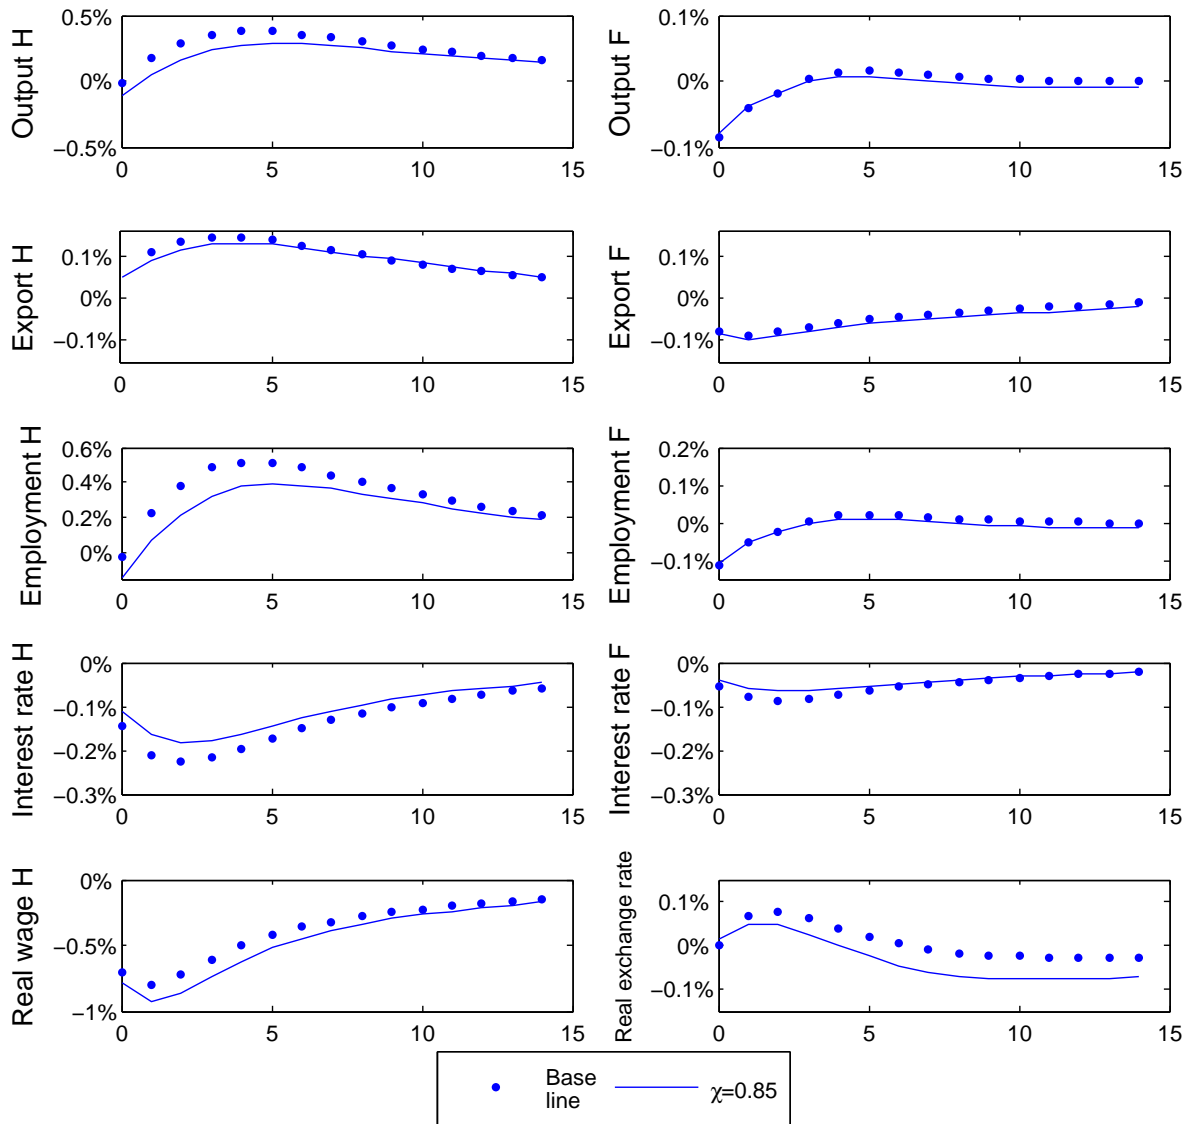 Output H
0.5%
0%
−0.5%
0 5 10 15
Output F
0.1%
0%
−0.1%
0 5 10 15
Export H
0.1%
0%
−0.1%
0 5 10 15
Export F
0.1%
0%
−0.1%
0 5 10 15
Employment H
0.6%
0.4%
0.2%
0%
0 5 10 15
Employment F
0.2%
0.1%
0%
−0.1%
0 5 10 15
Interest rate H
0%
−0.1%
−0.2%
−0.3%
0 5 10 15
Interest rate F
0%
−0.1%
−0.2%
−0.3%
0 5 10 15
Real wage H
0%
−0.5%
−1%
0 5 10 15
Real exchange rate
0.1%
0%
−0.1%
0 5 10 15
Base
line
χ=0.85